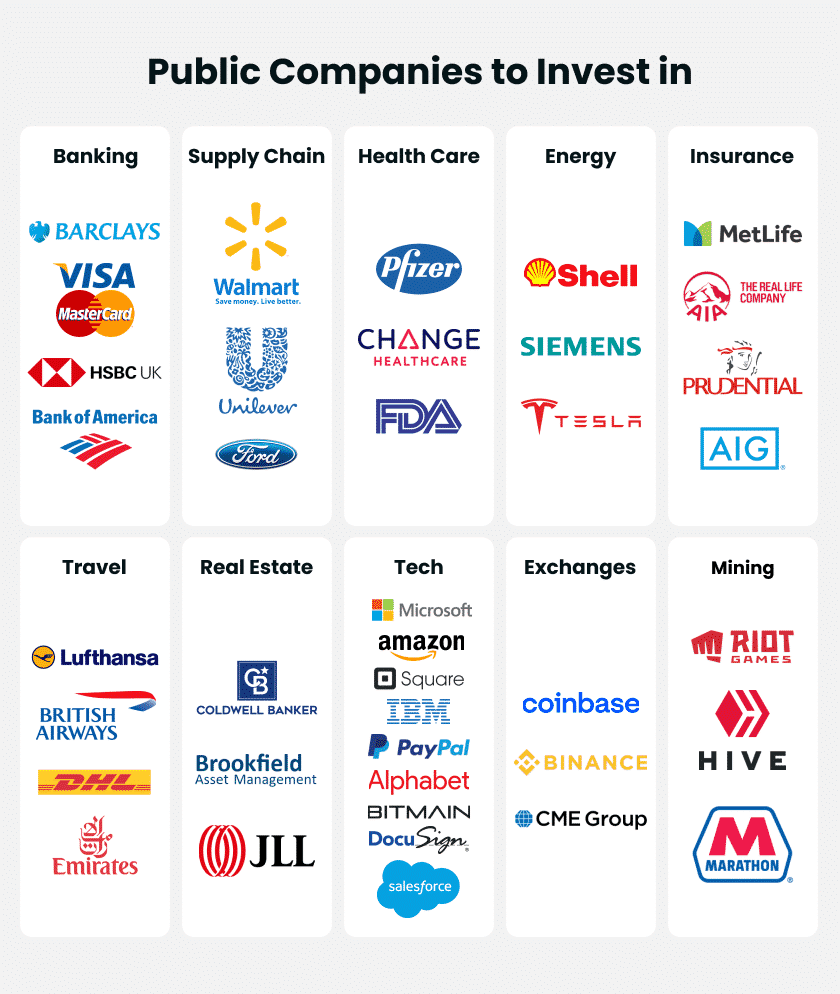 Public Companies to Invest in
Banking
BARCLAYS
VISA
MasterCard
HSBC UK
Bank of America
Supply Chain
Walmart
Save money. Live better.
Unilever
Ford
Health Care
Pfizer
CHANGE
HEALTHCARE
FDA
Energy
Shell
SIEMENS
TESLA
Insurance
MetLife
AIA
THE REAL LIFE
COMPANY
PRUDENTIAL
AIG
®
Travel
Lufthansa
BRITISH
AIRWAYS
DHL
Emirates
Real Estate
CB
COLDWELL BANKER
Brookfield
Asset Management
JLL
Tech
Microsoft
amazon
Square
IBM
PayPal
Alphabet
BITMAIN
DocuSign®
salesforce
Exchanges
coinbase
BINANCE
CME Group
Mining
RIOT
GAMES
HIVE
M
MARATHON
®